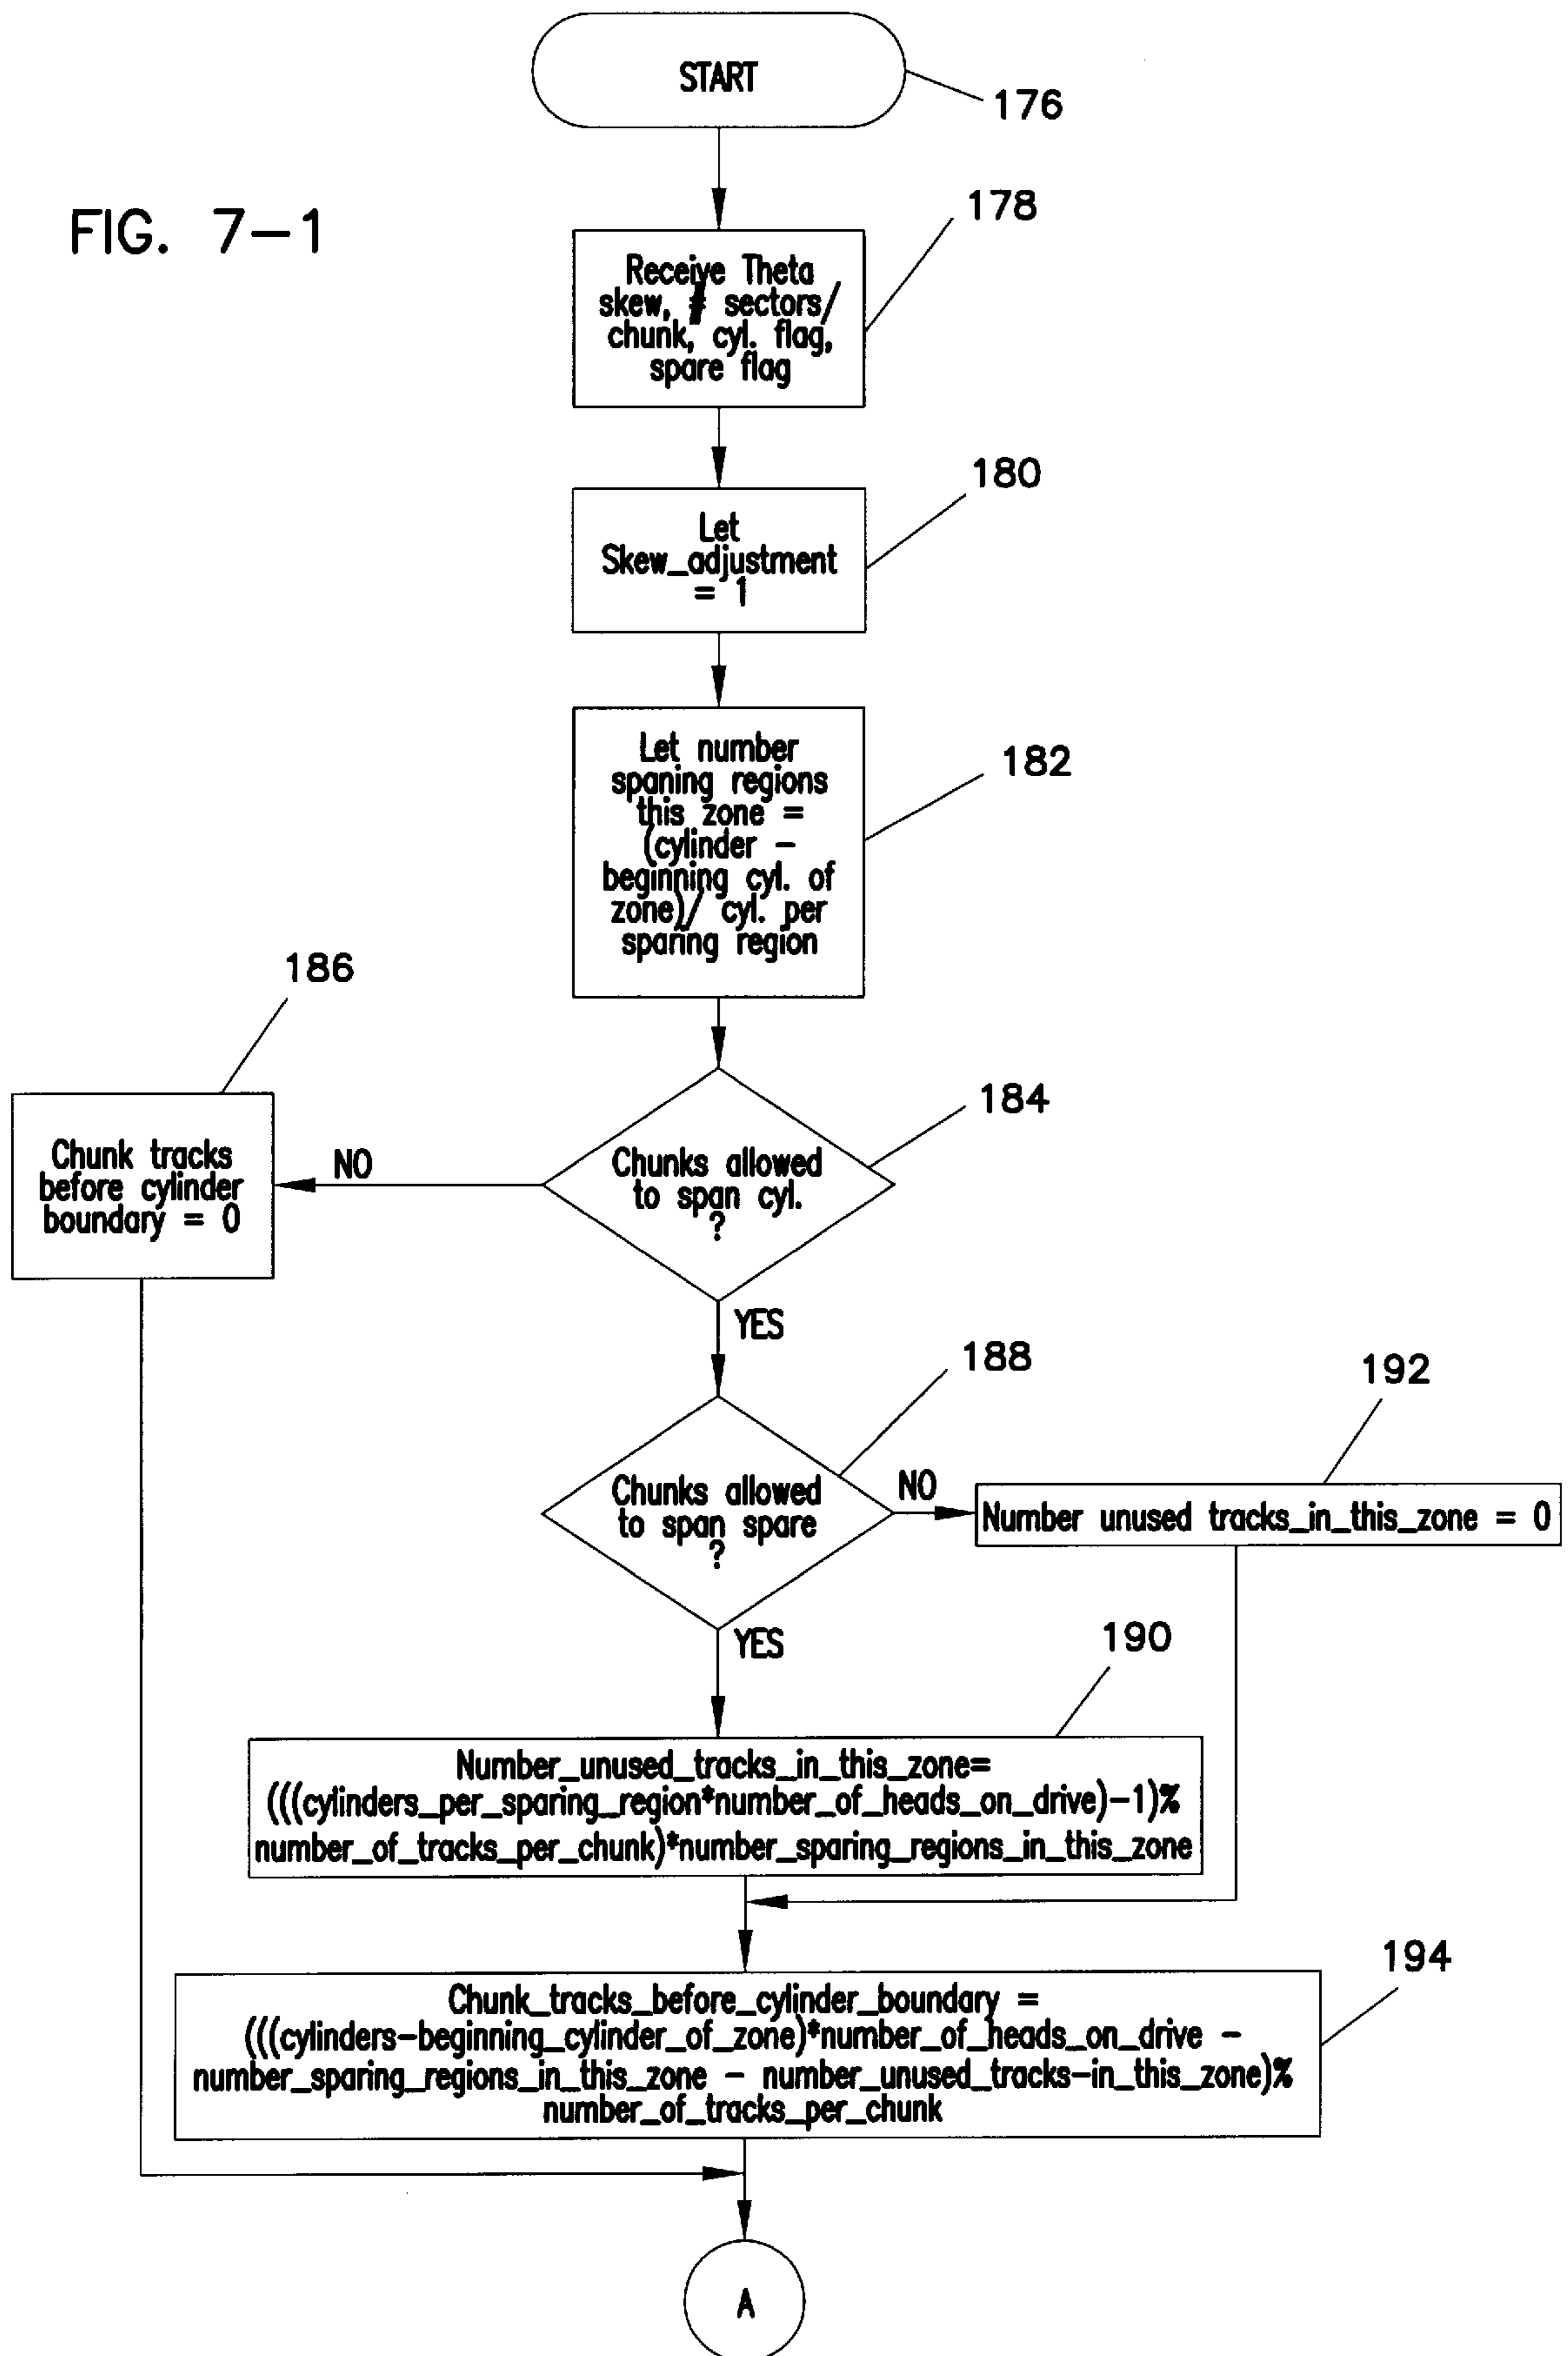 START
176
FIG. 7-1
178
Receive Theta
skew, # sectors/
chunk, cyl. flag,
spare flag
180
Let
Skew_adjustment
= 1
182
Let number
spaning regions
this zone =
(cylinder -
beginning cyl. of
zone)/ cyl. per
sparing region
186
184
Chunk tracks
before cylinder
boundary = 0
NO
Chunks allowed
to span cyl.
?
YES
188
192
Chunks allowed
to span spare
?
NO
Number unused tracks_in_this_zone = 0
YES
190
Number_unused_tracks_in_this_zone=
(((cylinders_per_sparing_region*number_of_heads_on_drive)-1)%
number_of_tracks_per_chunk)*number_sparing_regions_in_this_zone
194
Chunk_tracks_before_cylinder_boundary =
(((cylinders-beginning_cylinder_of_zone)*number_of_heads_on_drive -
number_sparing_regions_in_this_zone - number_unused_tracks-in_this_zone)%
number_of_tracks_per_chunk
A